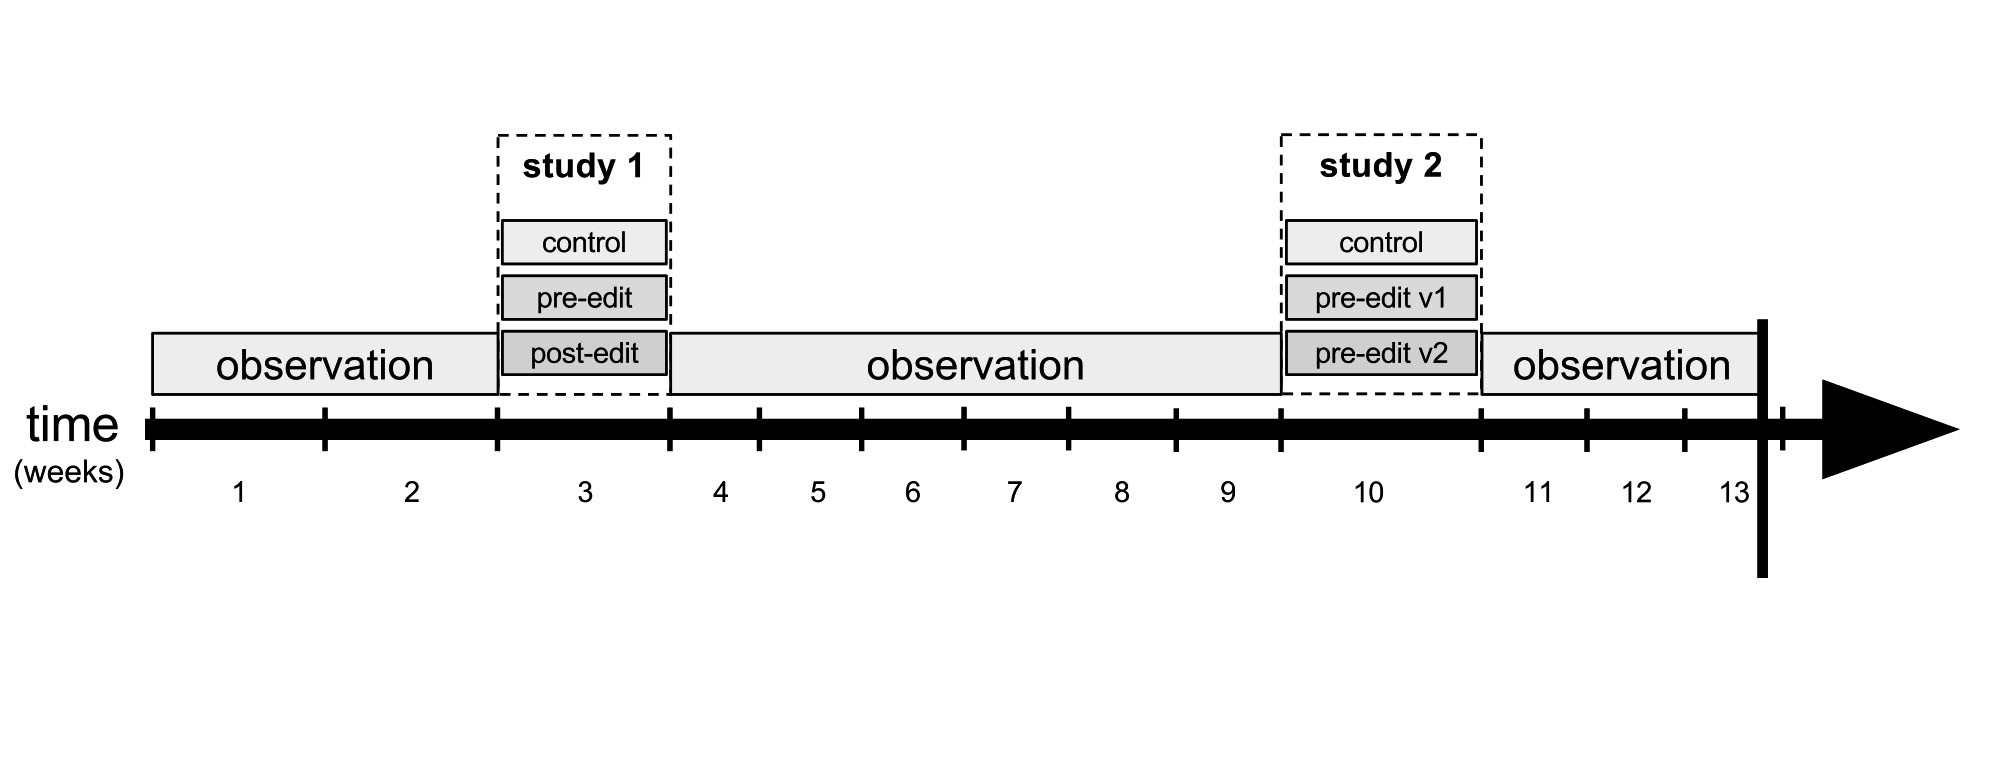 study 1
study 2
control
control
pre-edit
pre-edit v1
post-edit
pre-edit v2
observation
observation
observation
time
(weeks)
1 2 3 4 5 6 7 8 9 10 11 12 13